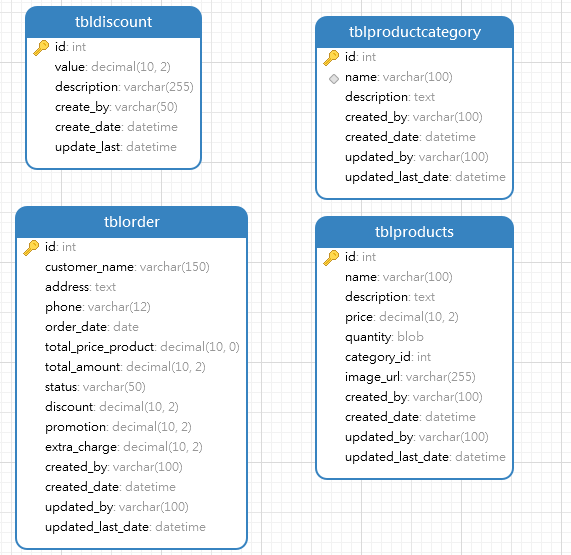 tbldiscount
id: int
value: decimal(10, 2)
description: varchar(255)
create_by: varchar(50)
create_date: datetime
update_last: datetime
tblproductcategory
id: int
name: varchar(100)
description: text
created_by: varchar(100)
created_date: datetime
updated_by: varchar(100)
updated_last_date: datetime
tblorder
id: int
customer_name: varchar(150)
address: text
phone: varchar(12)
order_date: date
total_price_product: decimal(10, 0)
total_amount: decimal(10, 2)
status: varchar(50)
discount: decimal(10, 2)
promotion: decimal(10, 2)
extra_charge: decimal(10, 2)
created_by: varchar(100)
created_date: datetime
updated_by: varchar(100)
updated_last_date: datetime
tblproducts
id: int
name: varchar(100)
description: text
price: decimal(10, 2)
quantity: blob
category_id: int
image_url: varchar(255)
created_by: varchar(100)
created_date: datetime
updated_by: varchar(100)
updated_last_date: datetime